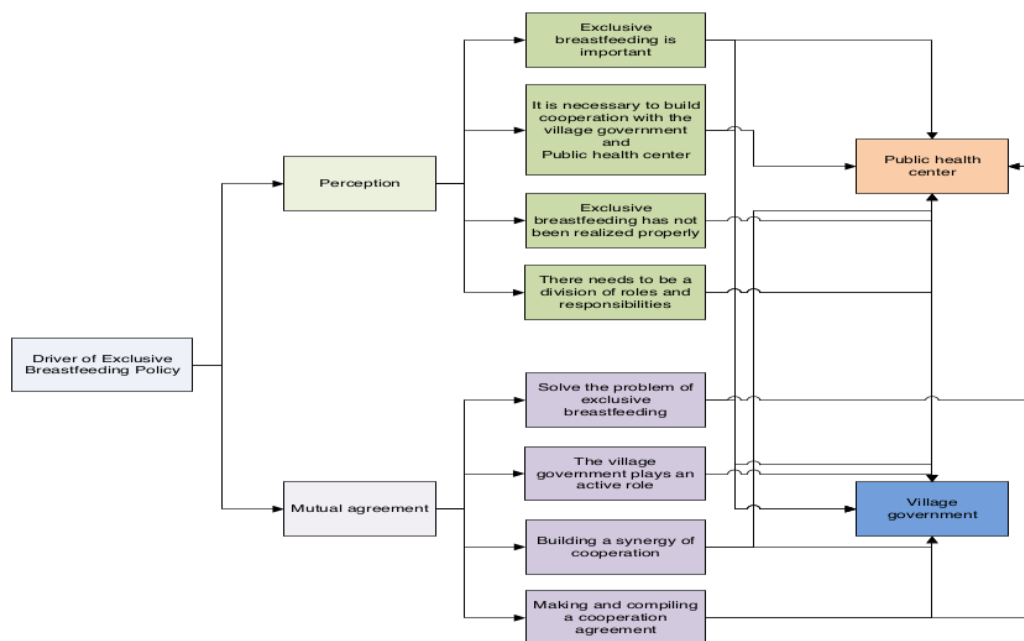 Exclusive
breastfeeding is
important
It is necessary to build
cooperation with the
village government
and
Public health center
Public health
center
Perception
Exclusive
breastfeeding has not
been realized properly
There needs to be a
division of roles and
responsibilities
Driver of Exclusive
Breastfeeding Policy
Solve the problem of
exclusive
breastfeeding
The village
government plays an
active role
Mutual agreement
Village
government
Building a synergy of
cooperation
Making and compiling
a cooperation
agreement